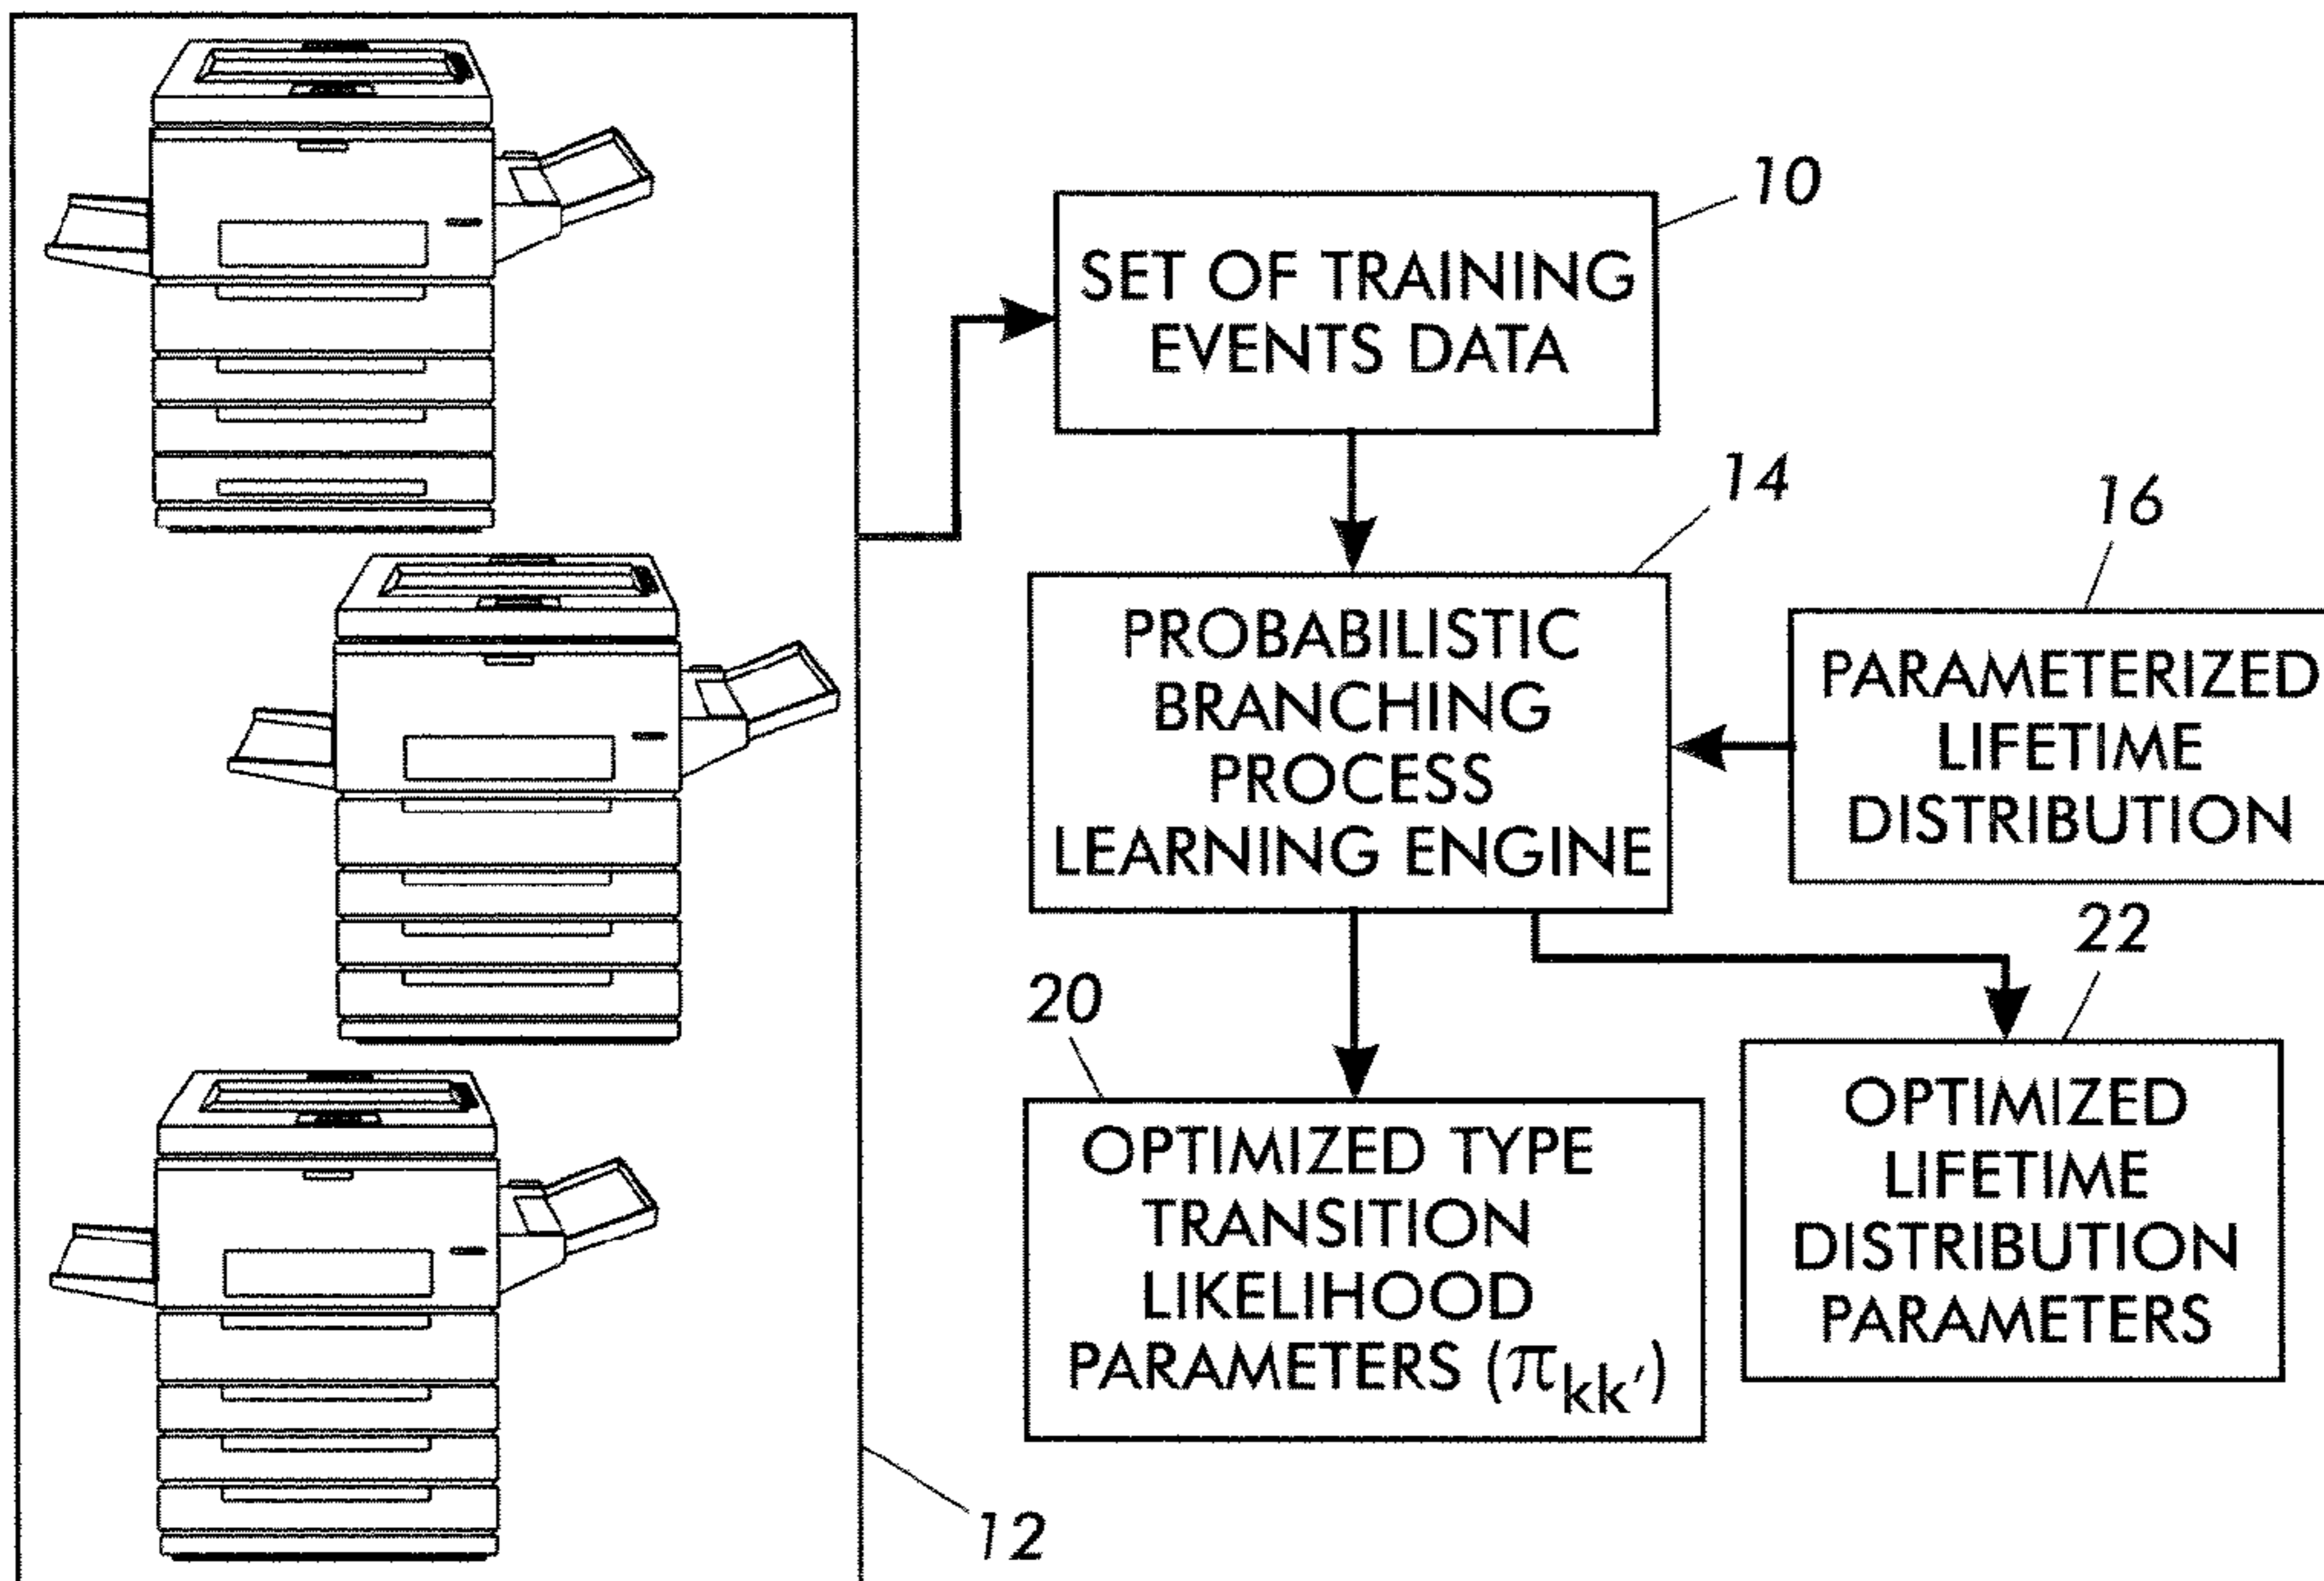 10
SET OF TRAINING
EVENTS DATA
14
PROBABILISTIC
BRANCHING
PROCESS
LEARNING ENGINE
16
PARAMETERIZED
LIFETIME
DISTRIBUTION
20
OPTIMIZED TYPE
TRANSITION
LIKELIHOOD
PARAMETERS (πkk′)
22
OPTIMIZED
LIFETIME
DISTRIBUTION
PARAMETERS
12